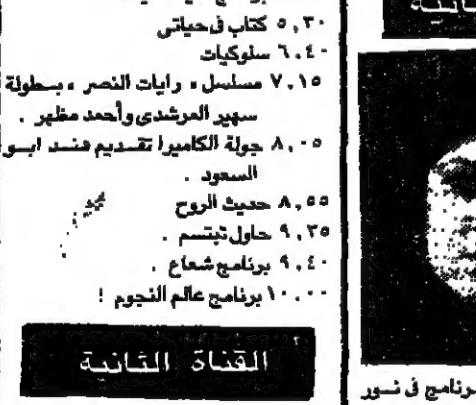 ٥,٣٠ كتاب فى حياتى
٦,٤٠ سلوكيات
٧,١٥ مسلسل « رايات النصر » بطولة
سهير المرشدى وأحمد مظهر .
٨,٠٥ جولة الكاميرا تقديم هند ابو
السعود .
٨,٥٥ حديث الروح
٩,٣٥ حاول تبتسم .
٩,٤٠ برنامج شعاع .
١٠,٠٠ برنامج عالم النجوم !
القناة الثانية
الثانية
برنامج فى نور